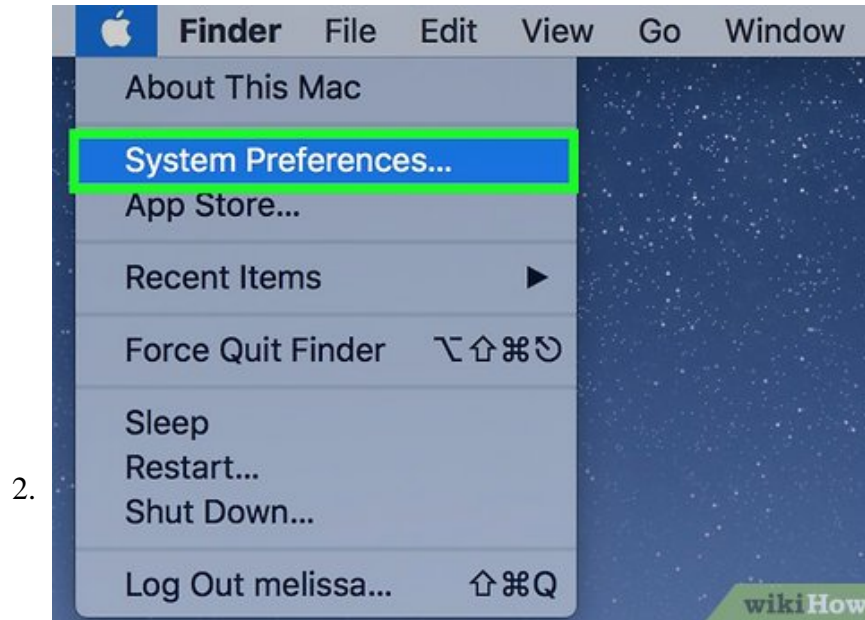 Finder File Edit View Go Window
About This Mac
System Preferences...
App Store...
Recent Items ▶
Force Quit Finder ⌥⇧⌘⎋
Sleep
Restart...
2.
Shut Down...
Log Out melissa... ⇧⌘Q
wikiHow